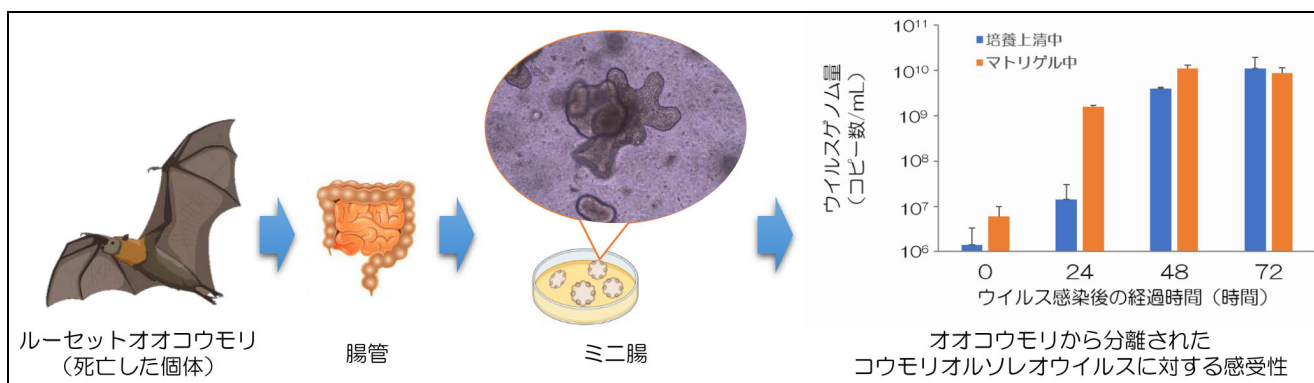 ルーセットオオコウモリ
（死亡した個体）
腸管
ミニ腸
ウイルスゲノム量
（コピー数/mL）
10¹¹
10¹⁰
10⁹
10⁸
10⁷
10⁶
培養上清中
マトリゲル中
0 24 48 72
ウイルス感染後の経過時間（時間）
オオコウモリから分離された
コウモリオルソレオウイルスに対する感受性